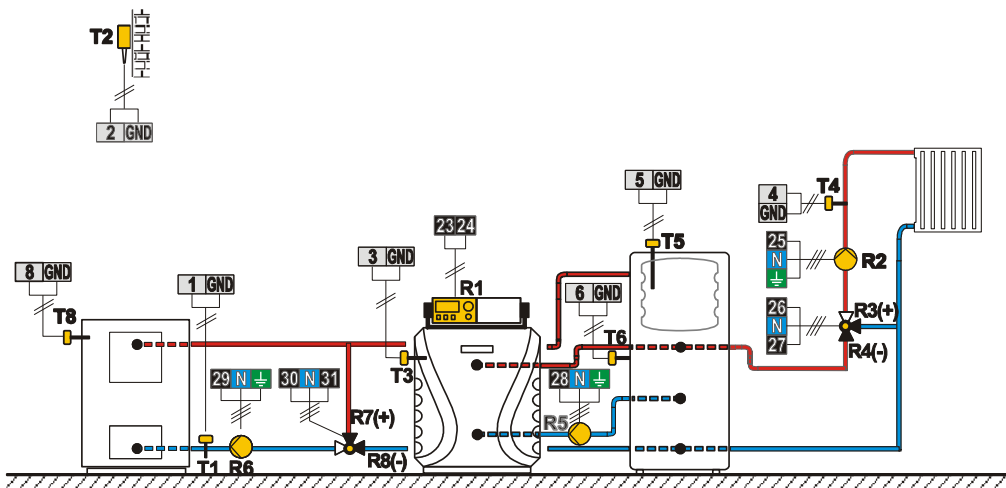 T2
2 GND
5 GND
4
GND
T4
23 24
25
N
R2
T5
3 GND
8 GND
1 GND
R1
6 GND
26
N
27
R3(+)
R4(-)
T8
T6
T3
29 N
30 N 31
28 N
R7(+)
R5
T1
R6
R8(-)